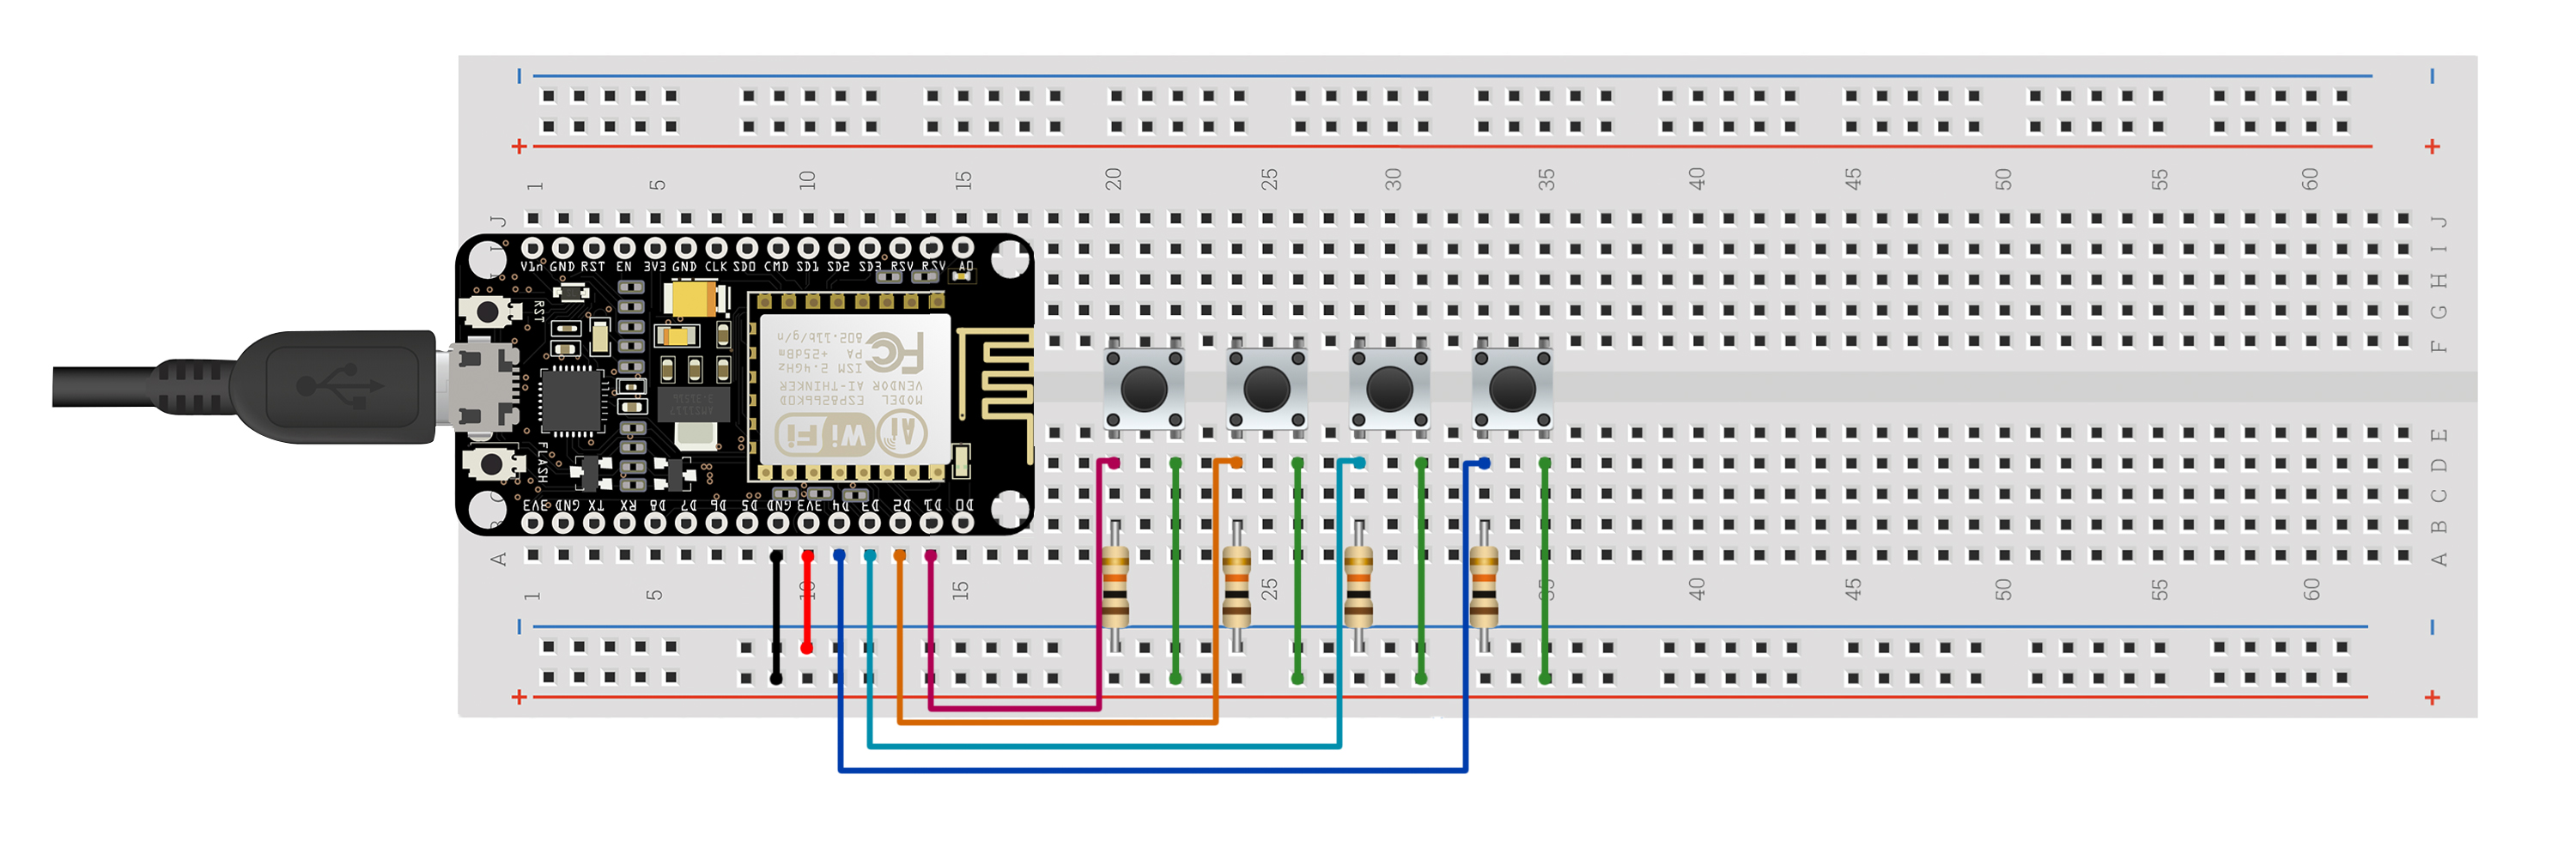 - -
+ +
1 5 10 15 20 25 30 35 40 45 50 55 60
J J
I I
H
G
F
Vin GND RST EN 3V3 GND CLK SD0 CMD SD1 SD2 SD3 RSV RSV A0
RST
802.11b/g/n
PA +25dBm
ISM 2.4GHz
VENDOR AI-THINKER
MODEL ESP8266MOD
FC
Wi Fi Ai
AMS1117
FLASH
E
D
C C
B B
A A
3V3 GND TX RX D8 D7 D6 D5 GND 3V3 D4 D3 D2 D1 D0
1 5 10 15 25 35 40 45 50 55 60
- -
+ +